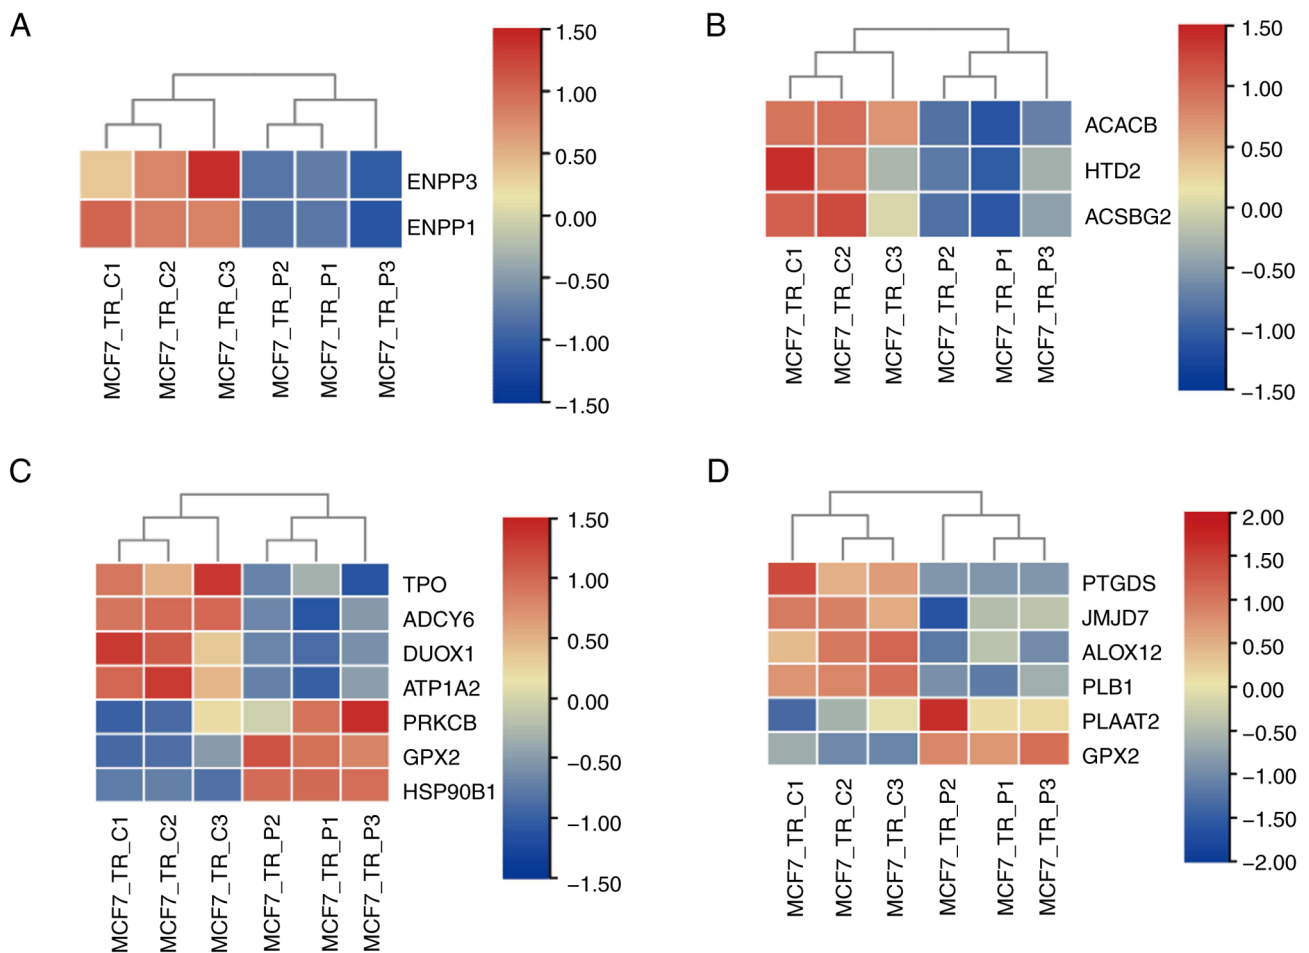 A
1.50
1.00
0.50
0.00
−0.50
−1.00
−1.50
ENPP3
ENPP1
MCF7_TR_C1
MCF7_TR_C2
MCF7_TR_C3
MCF7_TR_P2
MCF7_TR_P1
MCF7_TR_P3
B
1.50
1.00
0.50
0.00
−0.50
−1.00
−1.50
ACACB
HTD2
ACSBG2
MCF7_TR_C1
MCF7_TR_C2
MCF7_TR_C3
MCF7_TR_P2
MCF7_TR_P1
MCF7_TR_P3
C
1.50
1.00
0.50
0.00
−0.50
−1.00
−1.50
TPO
ADCY6
DUOX1
ATP1A2
PRKCB
GPX2
HSP90B1
MCF7_TR_C1
MCF7_TR_C2
MCF7_TR_C3
MCF7_TR_P2
MCF7_TR_P1
MCF7_TR_P3
D
2.00
1.50
1.00
0.50
0.00
−0.50
−1.00
−1.50
−2.00
PTGDS
JMJD7
ALOX12
PLB1
PLAAT2
GPX2
MCF7_TR_C1
MCF7_TR_C2
MCF7_TR_C3
MCF7_TR_P2
MCF7_TR_P1
MCF7_TR_P3